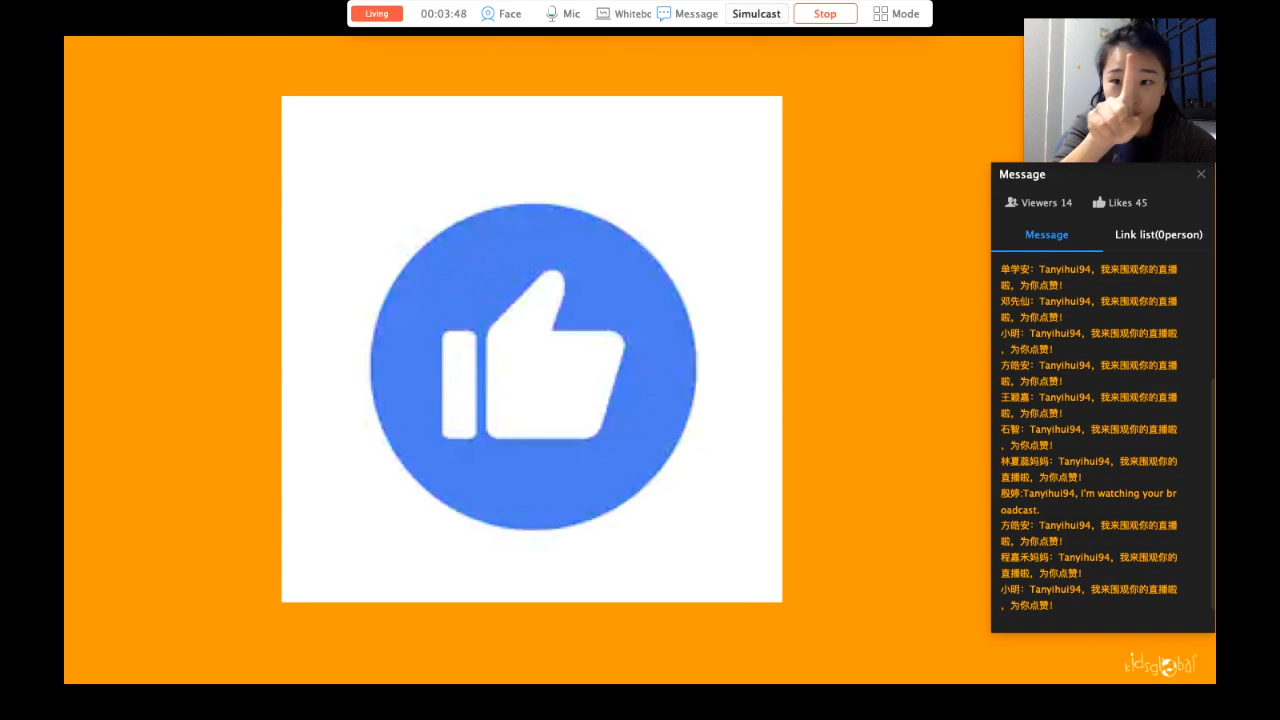 Living 00:03:48 Face Mic Whitebc Message Simulcast Stop Mode
Message
Viewers 14 Likes 45
Message Link list(0person)
单学安：Tanyihui94，我来围观你的直播
啦，为你点赞！
邓先仙：Tanyihui94，我来围观你的直播
啦，为你点赞！
小明：Tanyihui94，我来围观你的直播啦
，为你点赞！
方皓安：Tanyihui94，我来围观你的直播
啦，为你点赞！
王颖嘉：Tanyihui94，我来围观你的直播
啦，为你点赞！
石智：Tanyihui94，我来围观你的直播啦
，为你点赞！
林夏蕊妈妈：Tanyihui94，我来围观你的
直播啦，为你点赞！
殷婷:Tanyihui94, I'm watching your br
oadcast.
方皓安：Tanyihui94，我来围观你的直播
啦，为你点赞！
程嘉禾妈妈：Tanyihui94，我来围观你的
直播啦，为你点赞！
小明：Tanyihui94，我来围观你的直播啦
，为你点赞！
kidsglobal